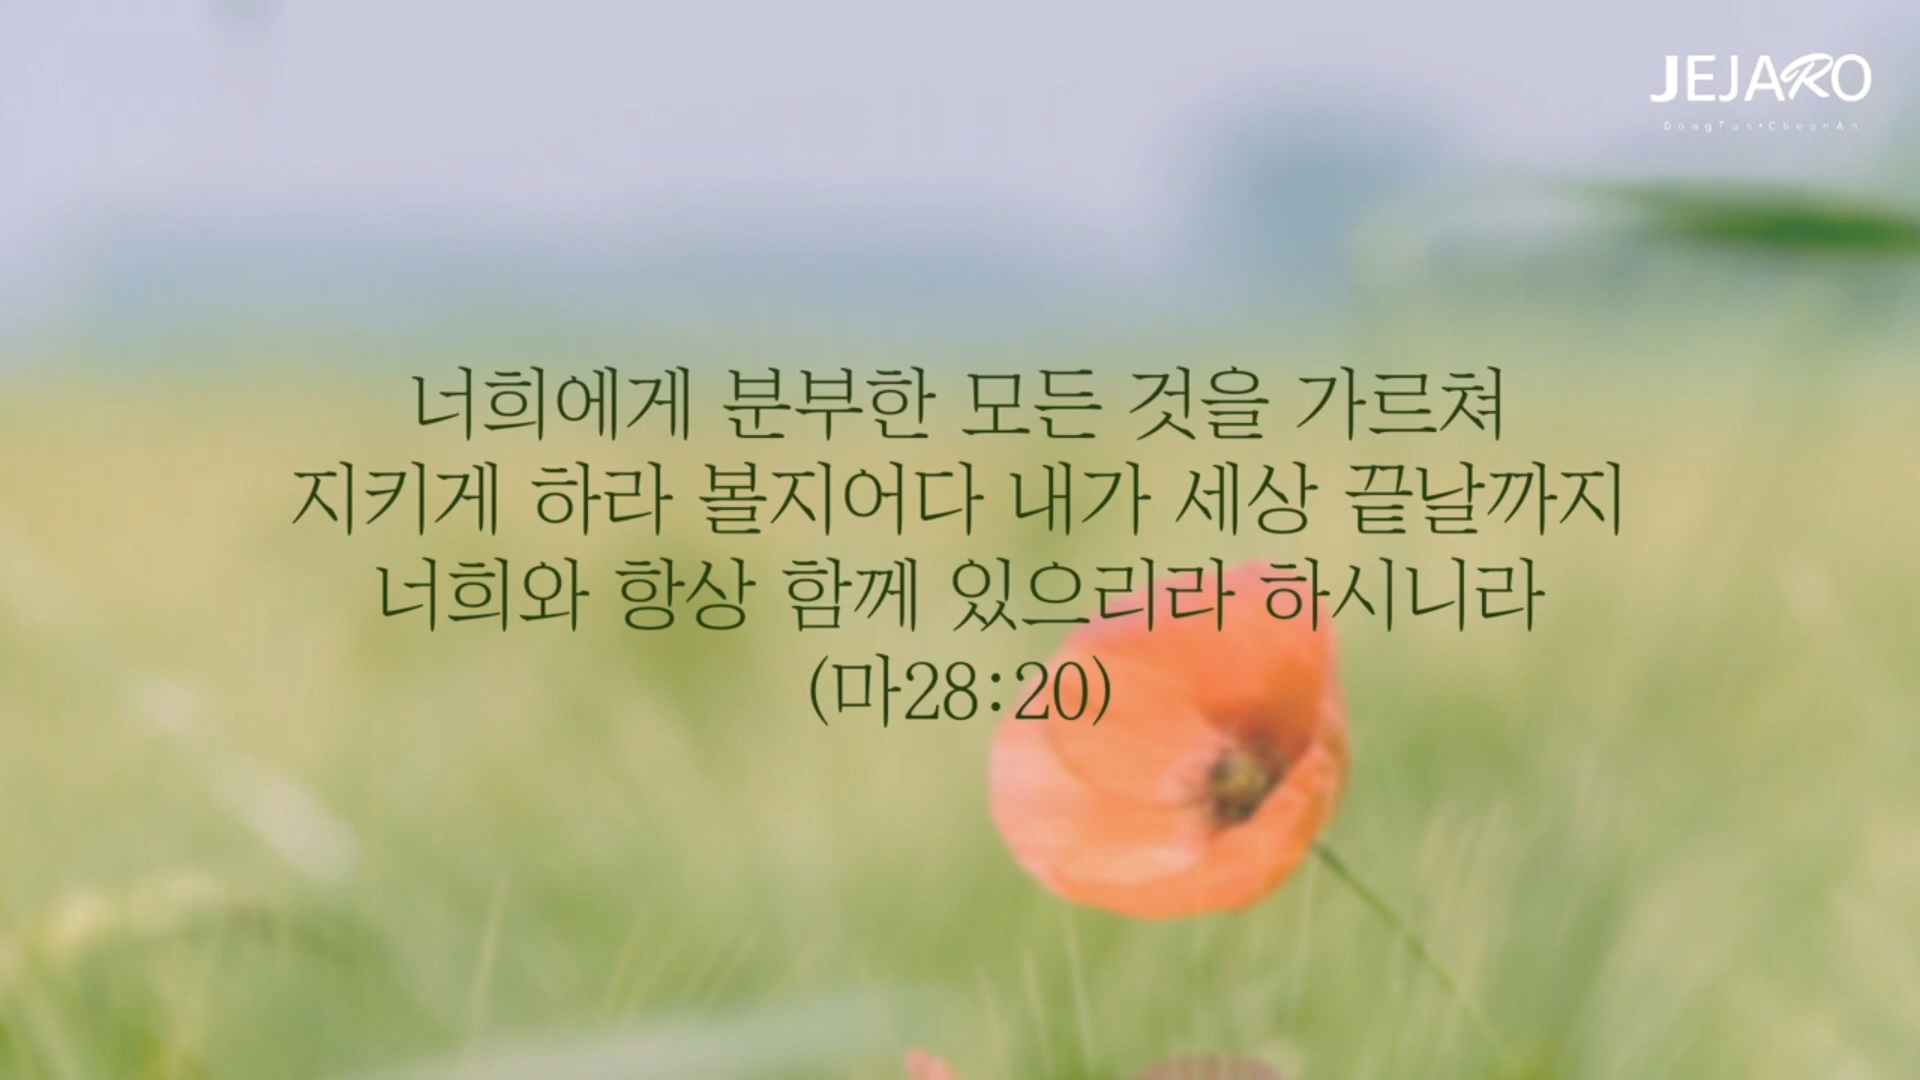 JEJARO
DongTan•CheonAn
너희에게 분부한 모든 것을 가르쳐
지키게 하라 볼지어다 내가 세상 끝날까지
너희와 항상 함께 있으리라 하시니라
(마28:20)